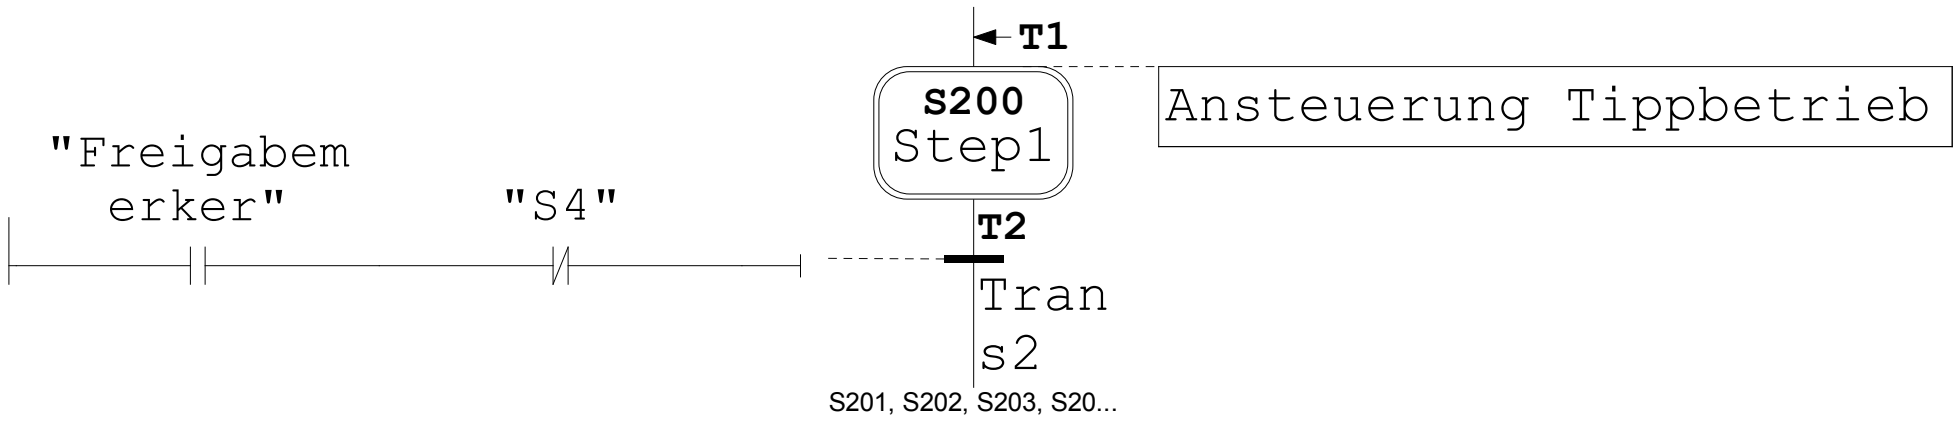 T1
S200
Step1
Ansteuerung Tippbetrieb
"Freigabem
erker"
"S4"
T2
Tran
s2
S201, S202, S203, S20...